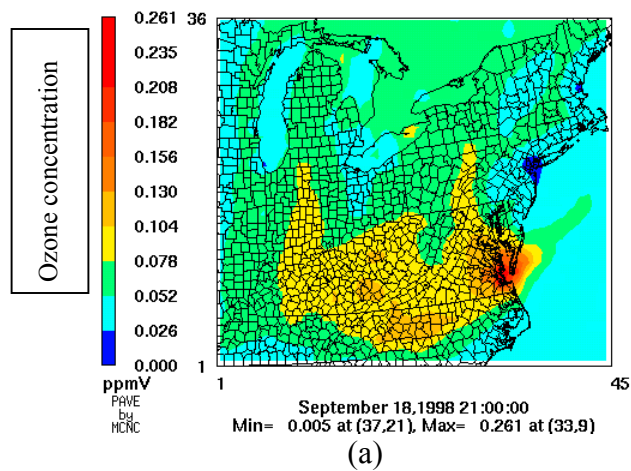 Ozone concentration
0.261
0.235
0.208
0.182
0.156
0.130
0.104
0.078
0.052
0.026
0.000
ppmV
PAVE
by
MCNC
36
1
1
45
September 18,1998 21:00:00
Min= 0.005 at (37,21), Max= 0.261 at (33,9)
(a)